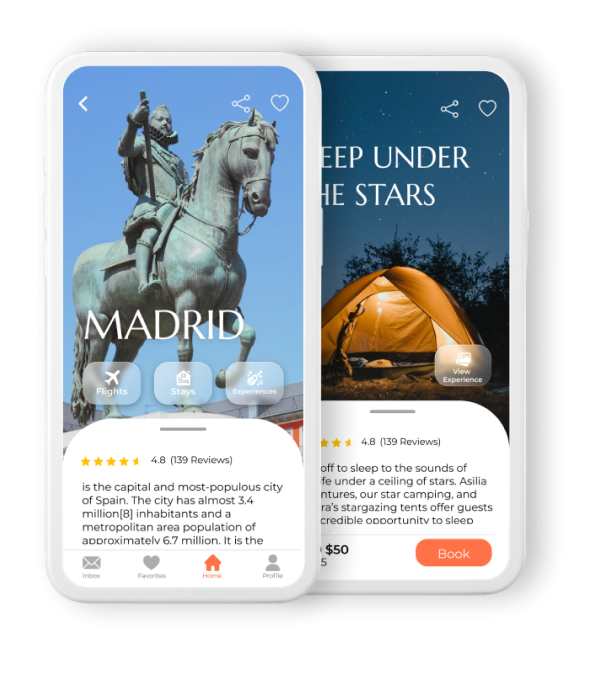 MADRID
Flights
Stays
Experiences
4.8 (139 Reviews)
is the capital and most-populous city
of Spain. The city has almost 3.4
million[8] inhabitants and a
metropolitan area population of
approximately 6.7 million. It is the
Inbox
Favorites
Home
Profile
EEP UNDER
HE STARS
View
Experience
4.8 (139 Reviews)
off to sleep to the sounds of
fe under a ceiling of stars. Asilia
ntures, our star camping, and
ra's stargazing tents offer guests
credible opportunity to sleep
$50
5
Book